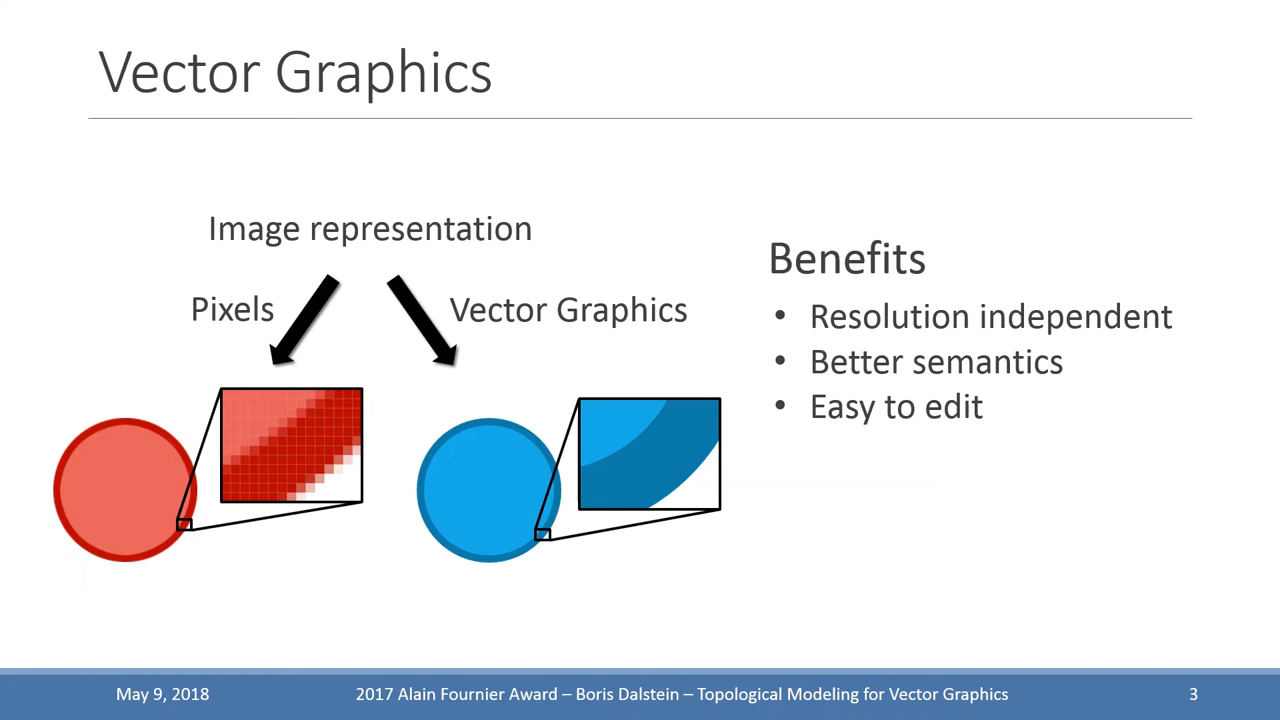 Vector Graphics
Image representation
Pixels
Vector Graphics
Benefits
• Resolution independent
• Better semantics
• Easy to edit
May 9, 2018
2017 Alain Fournier Award – Boris Dalstein – Topological Modeling for Vector Graphics
3